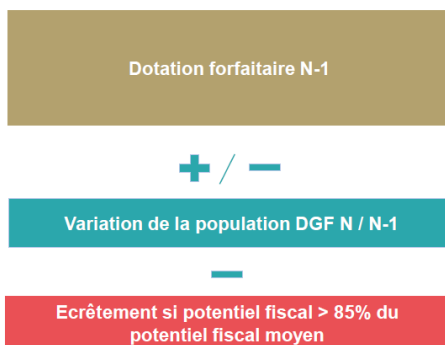 Dotation forfaitaire N-1
+ / -
Variation de la population DGF N / N-1
-
Ecrêtement si potentiel fiscal > 85% du
potentiel fiscal moyen